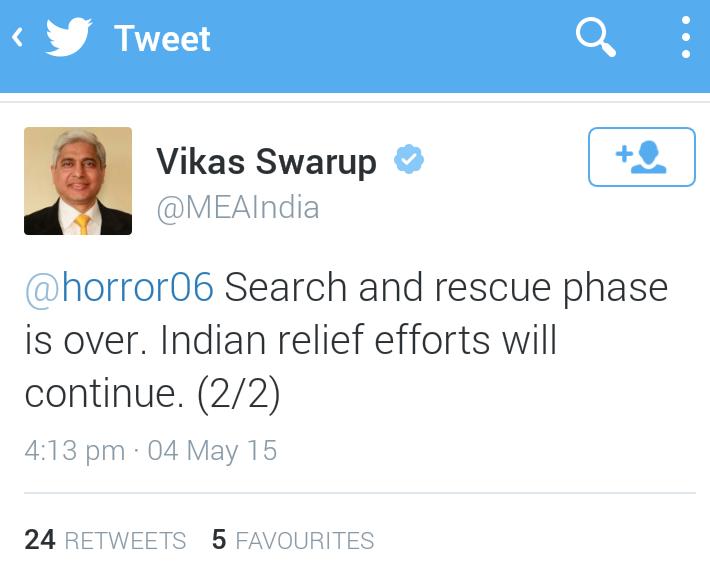 Tweet
Vikas Swarup
@MEAIndia
@horror06 Search and rescue phase
is over. Indian relief efforts will
continue. (2/2)
4:13 pm · 04 May 15
24 RETWEETS 5 FAVOURITES